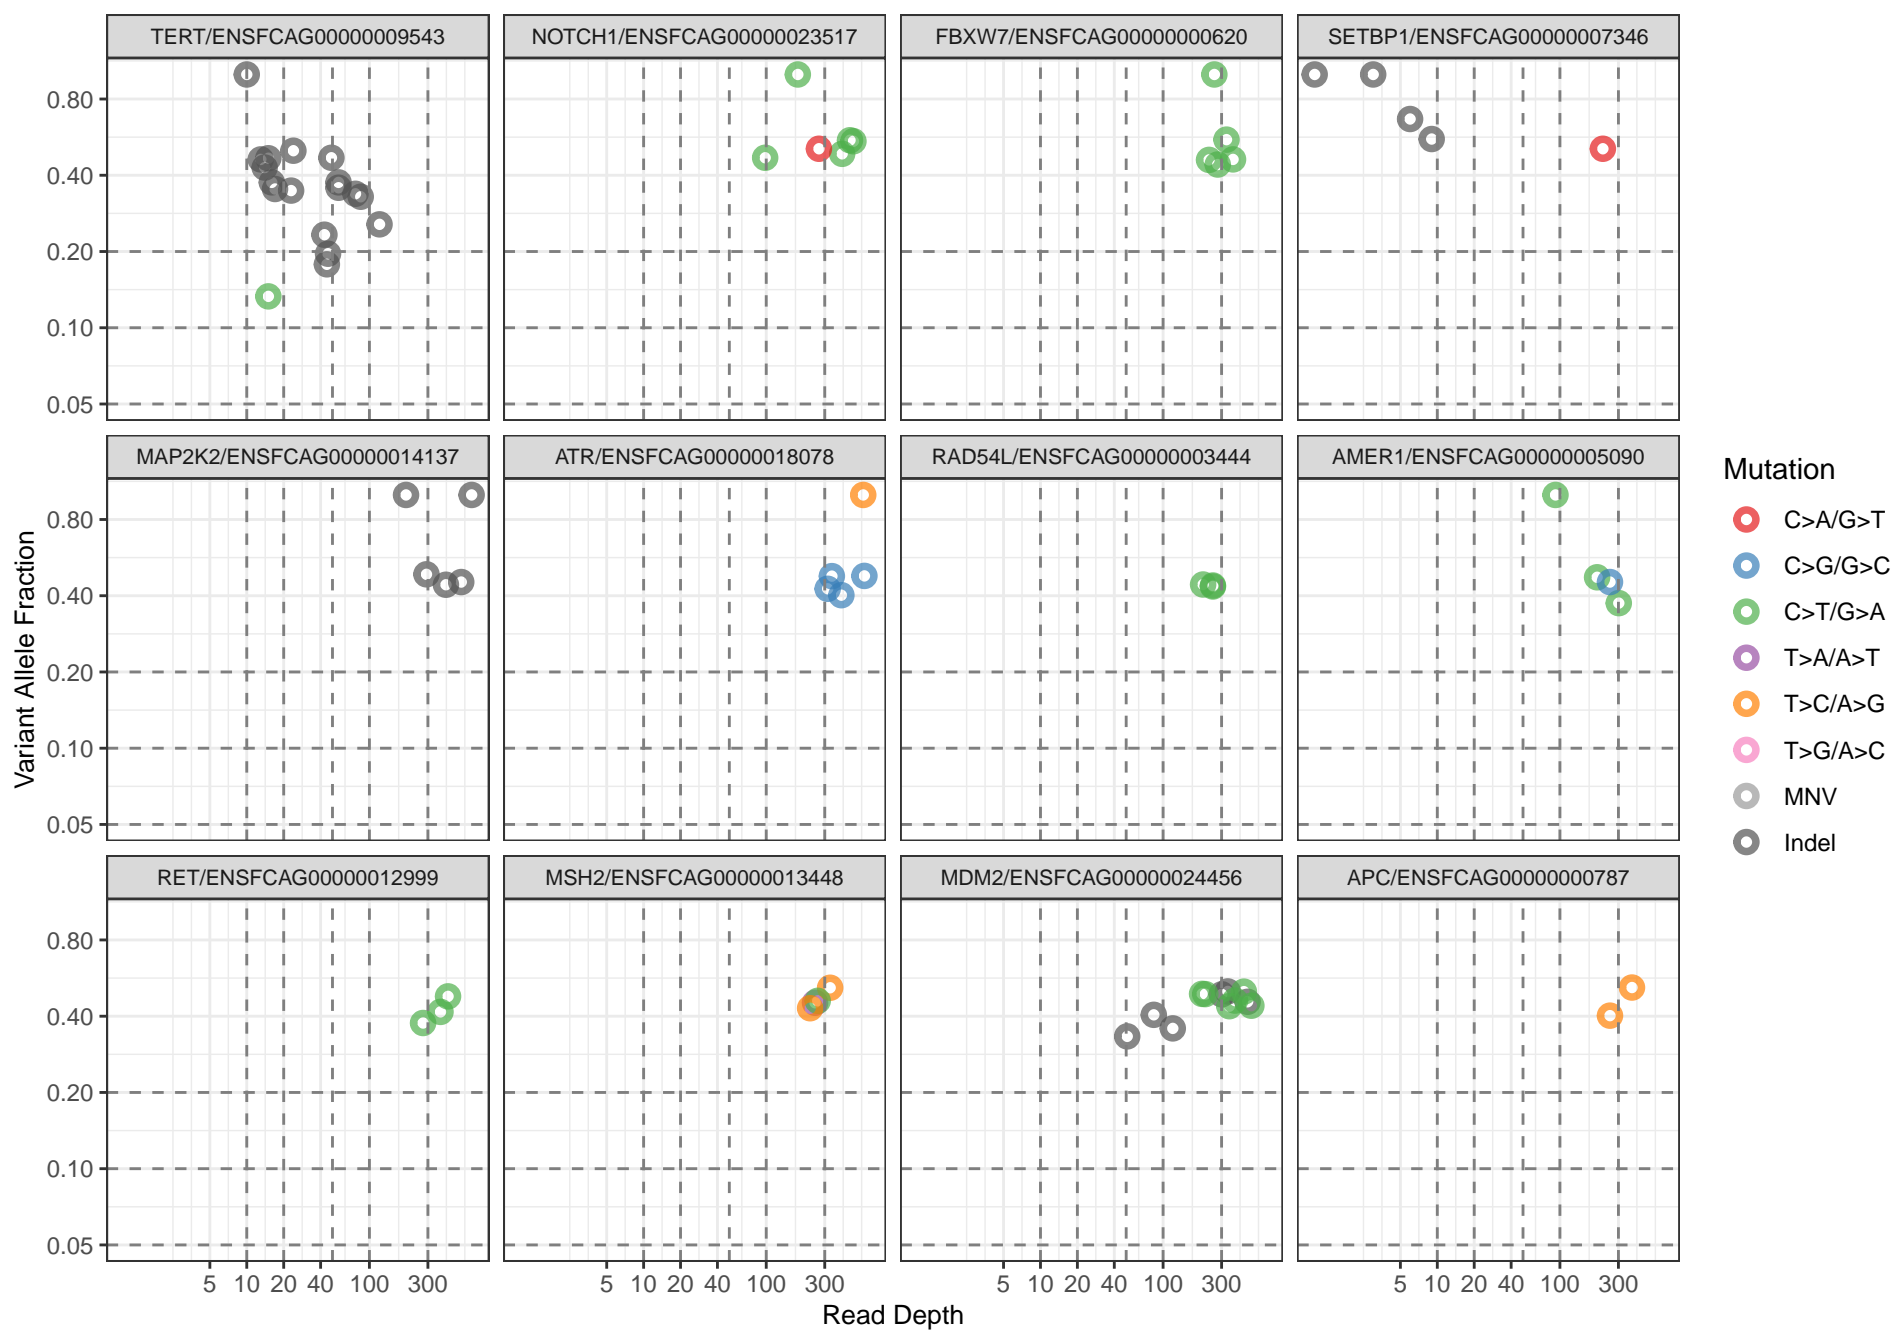 TERT/ENSFCAG00000009543 NOTCH1/ENSFCAG00000023517 FBXW7/ENSFCAG00000000620 SETBP1/ENSFCAG00000007346
0.80
0.40
0.20
0.10
0.05
MAP2K2/ENSFCAG00000014137 ATR/ENSFCAG00000018078 RAD54L/ENSFCAG00000003444 AMER1/ENSFCAG00000005090
0.80
0.40
0.20
0.10
0.05
RET/ENSFCAG00000012999 MSH2/ENSFCAG00000013448 MDM2/ENSFCAG00000024456 APC/ENSFCAG00000000787
0.80
0.40
0.20
0.10
0.05
5 10 20 40 100 300 5 10 20 40 100 300 5 10 20 40 100 300 5 10 20 40 100 300
Read Depth
Variant Allele Fraction
Mutation
C>A/G>T
C>G/G>C
C>T/G>A
T>A/A>T
T>C/A>G
T>G/A>C
MNV
Indel